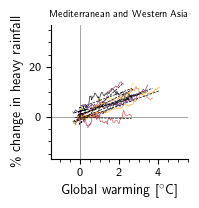 Mediterranean and Western Asia
% change in heavy rainfall
20
0
0
2
4
Global warming [°C]